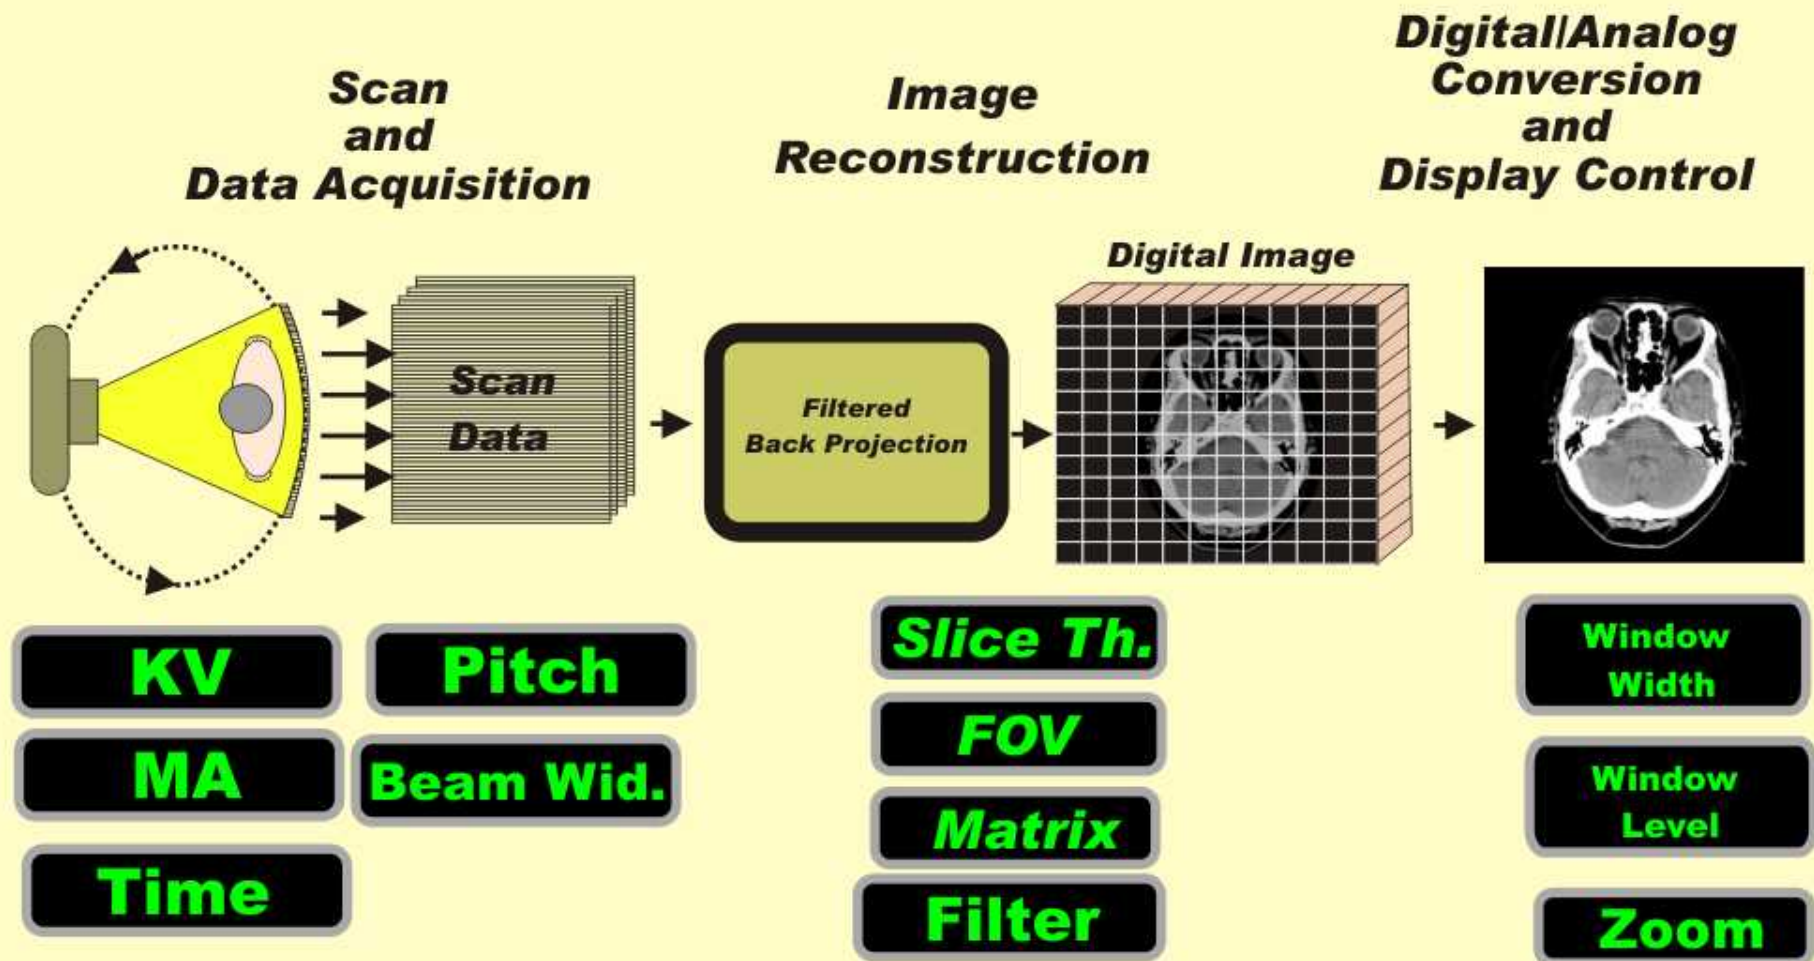 Scan
and
Data Acquisition
Image
Reconstruction
Digital/Analog
Conversion
and
Display Control
Scan
Data
Filtered
Back Projection
Digital Image
KV
Pitch
MA
Beam Wid.
Time
Slice Th.
FOV
Matrix
Filter
Window
Width
Window
Level
Zoom